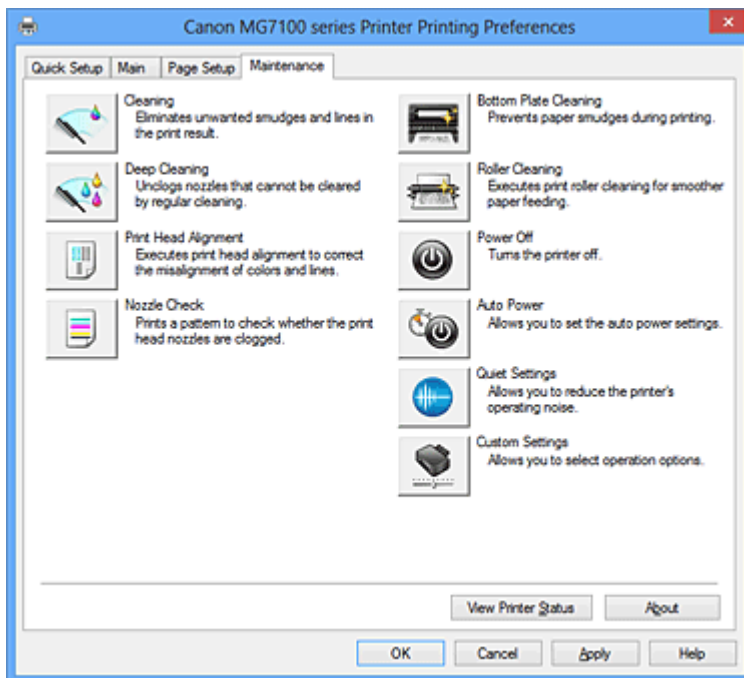 Canon MG7100 series Printer Printing Preferences
Quick Setup
Main
Page Setup
Maintenance
Cleaning
Eliminates unwanted smudges and lines in
the print result.
Deep Cleaning
Unclogs nozzles that cannot be cleared
by regular cleaning.
Print Head Alignment
Executes print head alignment to correct
the misalignment of colors and lines.
Nozzle Check
Prints a pattern to check whether the print
head nozzles are clogged.
Bottom Plate Cleaning
Prevents paper smudges during printing.
Roller Cleaning
Executes print roller cleaning for smoother
paper feeding.
Power Off
Turns the printer off.
Auto Power
Allows you to set the auto power settings.
Quiet Settings
Allows you to reduce the printer's
operating noise.
Custom Settings
Allows you to select operation options.
View Printer Status
About
OK
Cancel
Apply
Help